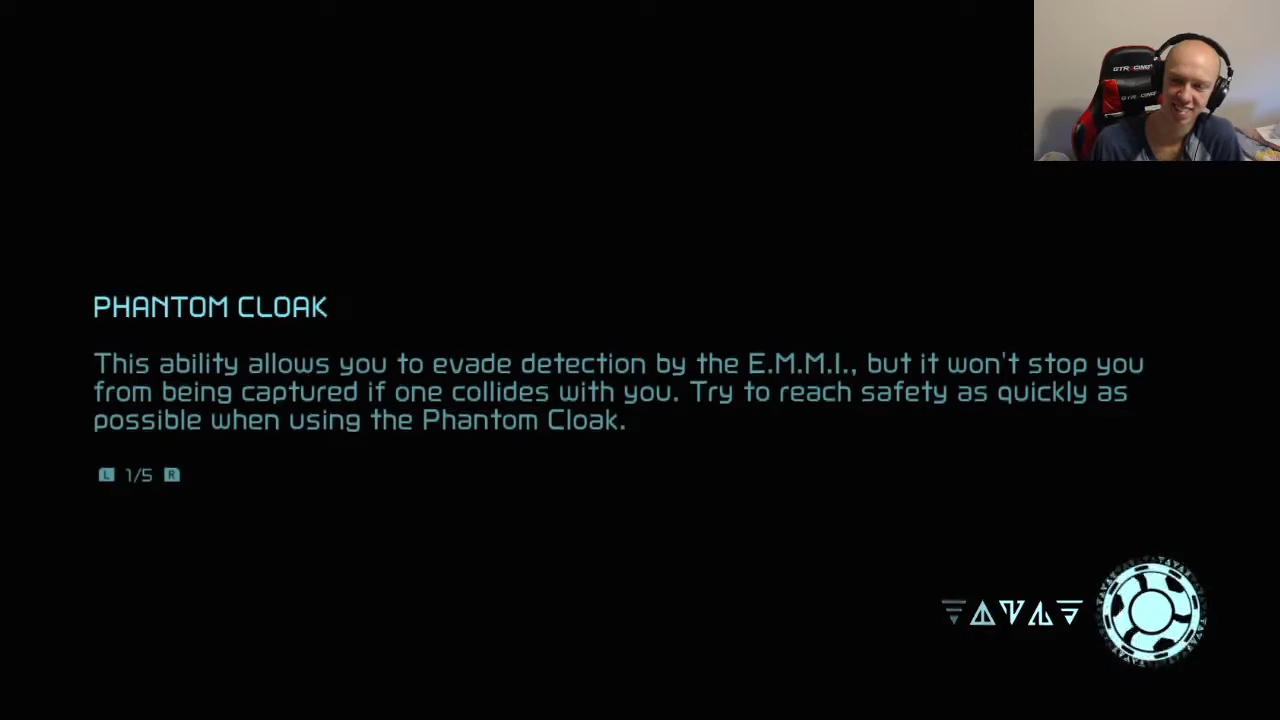 GTRACING
GTRACING
PHANTOM CLOAK
This ability allows you to evade detection by the E.M.M.I., but it won't stop you
from being captured if one collides with you. Try to reach safety as quickly as
possible when using the Phantom Cloak.
L 1/5 R